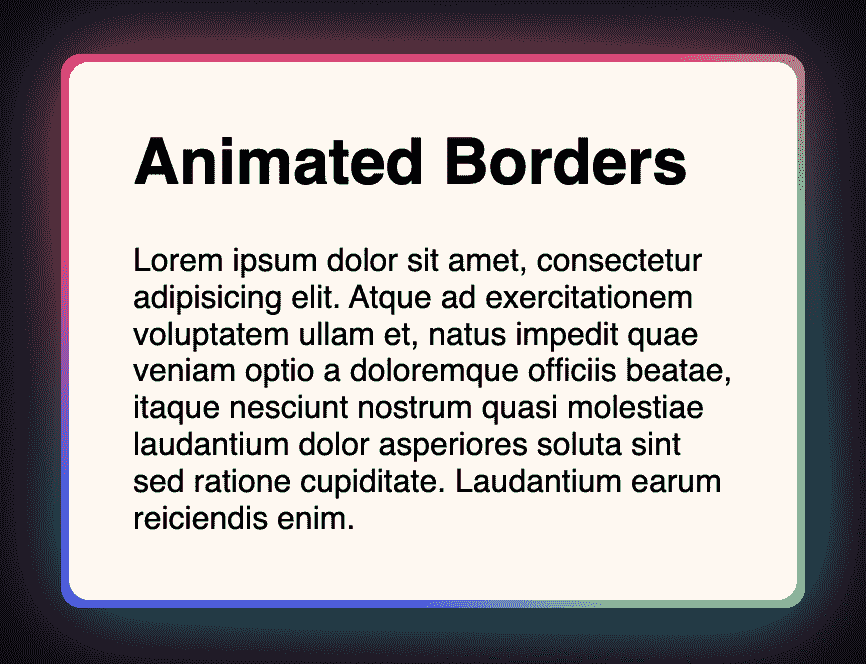 Animated Borders
Lorem ipsum dolor sit amet, consectetur
adipisicing elit. Atque ad exercitationem
voluptatem ullam et, natus impedit quae
veniam optio a doloremque officiis beatae,
itaque nesciunt nostrum quasi molestiae
laudantium dolor asperiores soluta sint
sed ratione cupiditate. Laudantium earum
reiciendis enim.